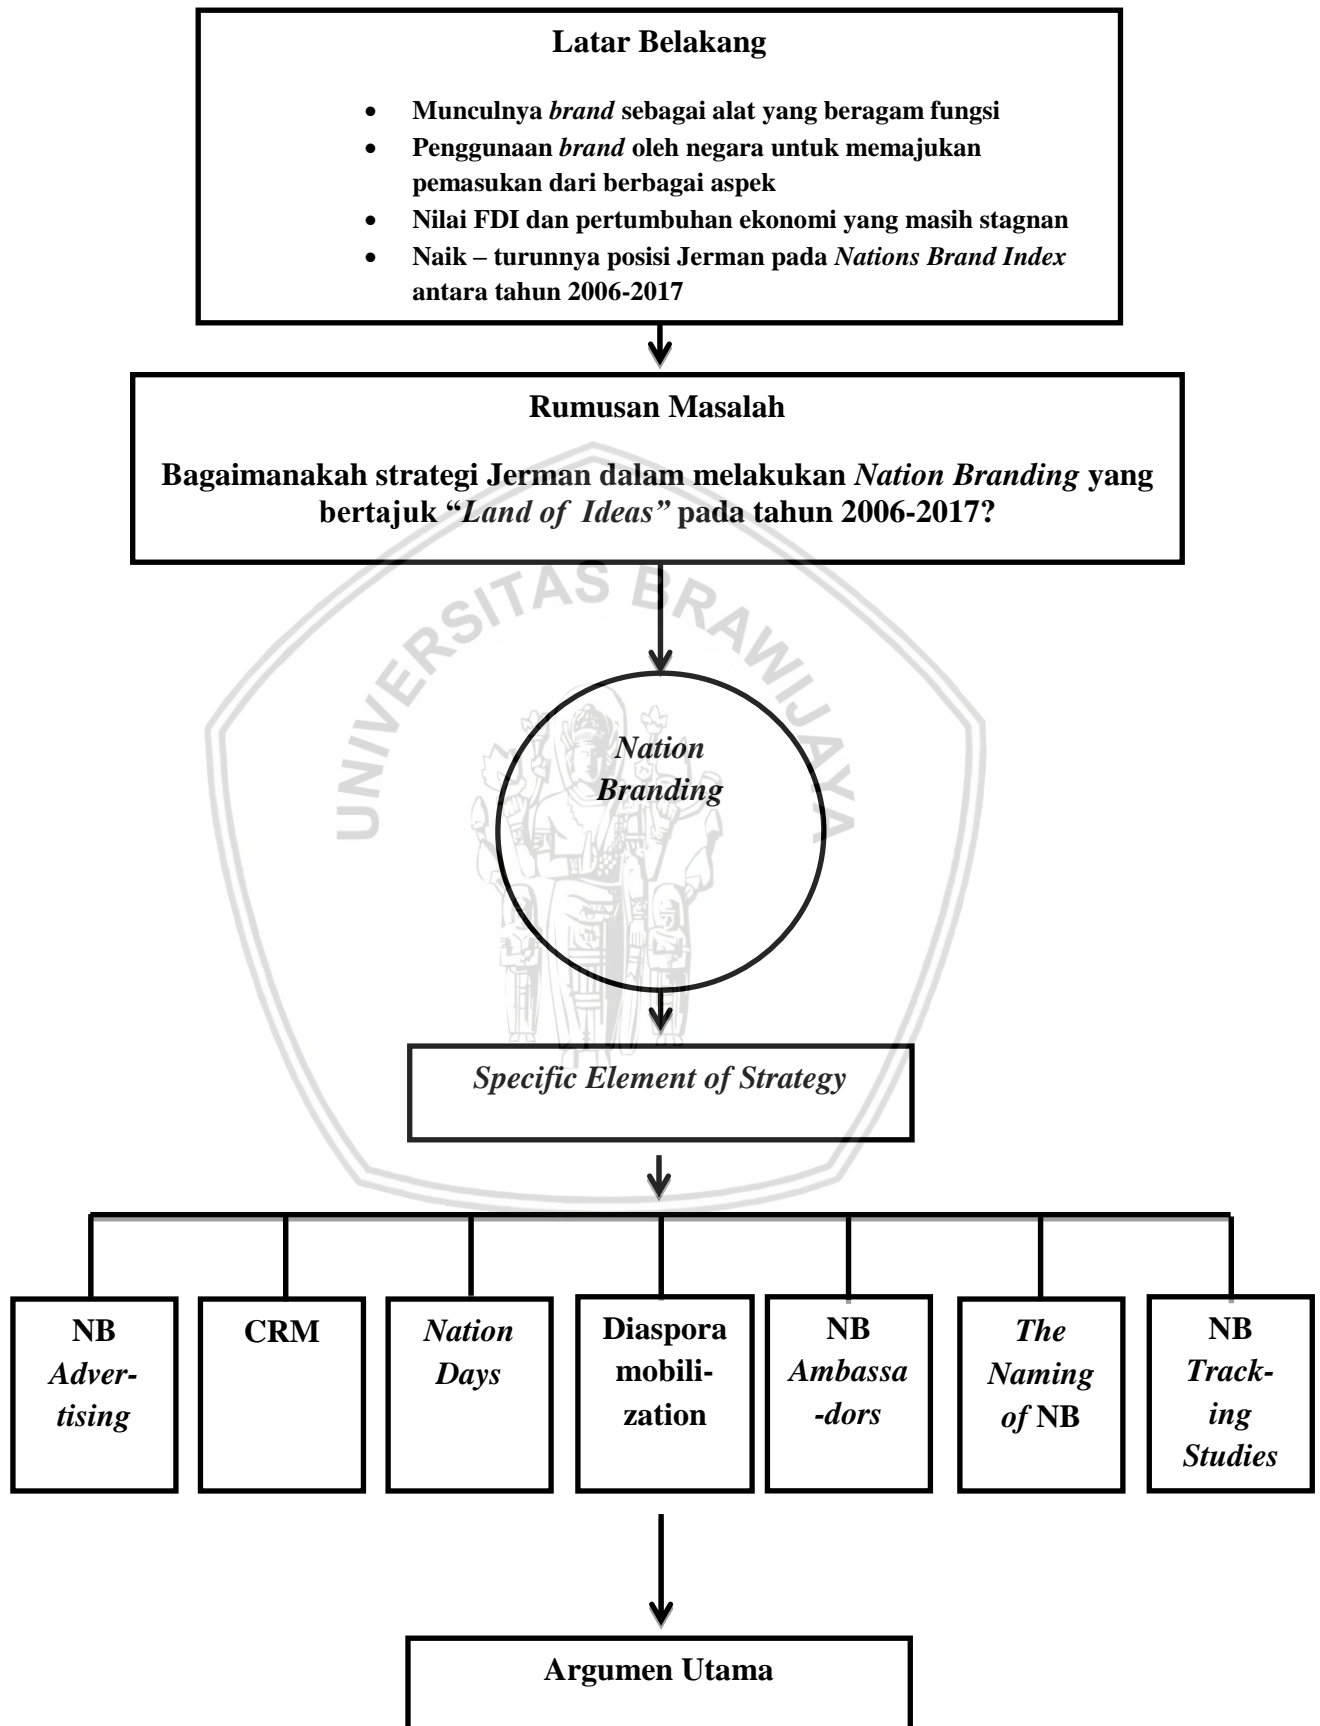 Latar Belakang
• Munculnya brand sebagai alat yang beragam fungsi
• Penggunaan brand oleh negara untuk memajukan
pemasukan dari berbagai aspek
• Nilai FDI dan pertumbuhan ekonomi yang masih stagnan
• Naik – turunnya posisi Jerman pada Nations Brand Index
antara tahun 2006-2017
Rumusan Masalah
Bagaimanakah strategi Jerman dalam melakukan Nation Branding yang
bertajuk “Land of Ideas” pada tahun 2006-2017?
UNIVERSITAS BRAWIJAYA
Nation
Branding
Specific Element of Strategy
NB
Adver-
tising
CRM
Nation
Days
Diaspora
mobili-
zation
NB
Ambassa
-dors
The
Naming
of NB
NB
Track-
ing
Studies
Argumen Utama